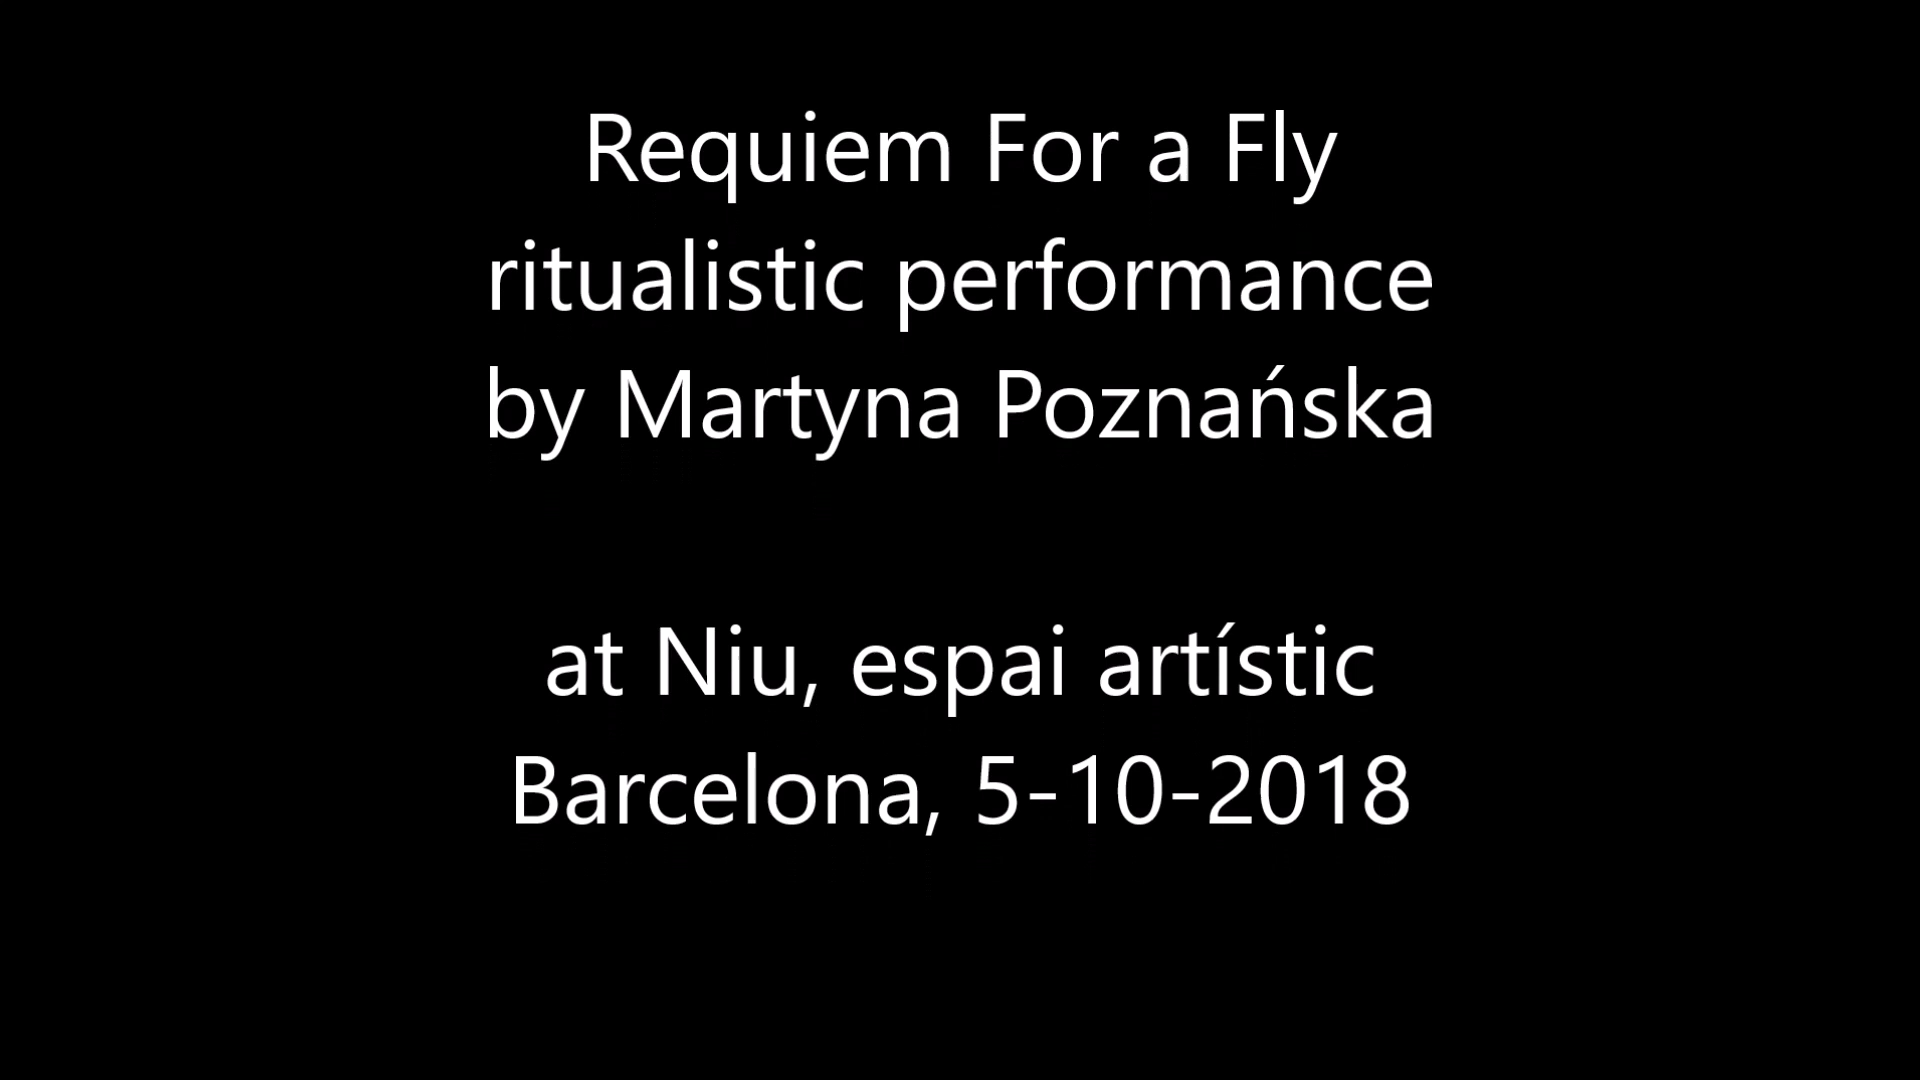 Requiem For a Fly
ritualistic performance
by Martyna Poznańska
at Niu, espai artístic
Barcelona, 5-10-2018